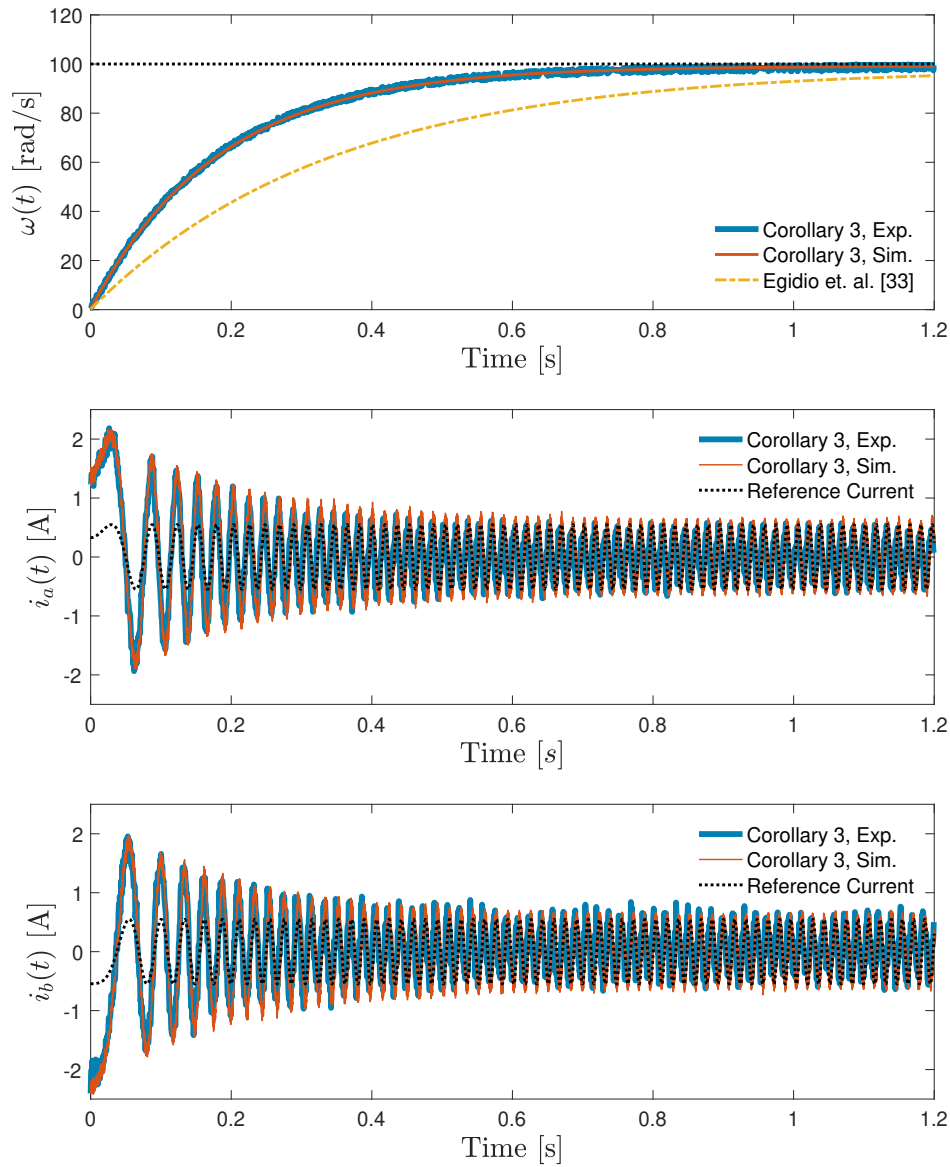 120
100
80
60
40
20
0
ω(t) [rad/s]
Corollary 3, Exp.
Corollary 3, Sim.
Egidio et. al. [33]
0 0.2 0.4 0.6 0.8 1 1.2
Time [s]
2
1
0
-1
-2
i_a(t) [A]
Corollary 3, Exp.
Corollary 3, Sim.
Reference Current
0 0.2 0.4 0.6 0.8 1 1.2
Time [s]
2
1
0
-1
-2
i_b(t) [A]
Corollary 3, Exp.
Corollary 3, Sim.
Reference Current
0 0.2 0.4 0.6 0.8 1 1.2
Time [s]